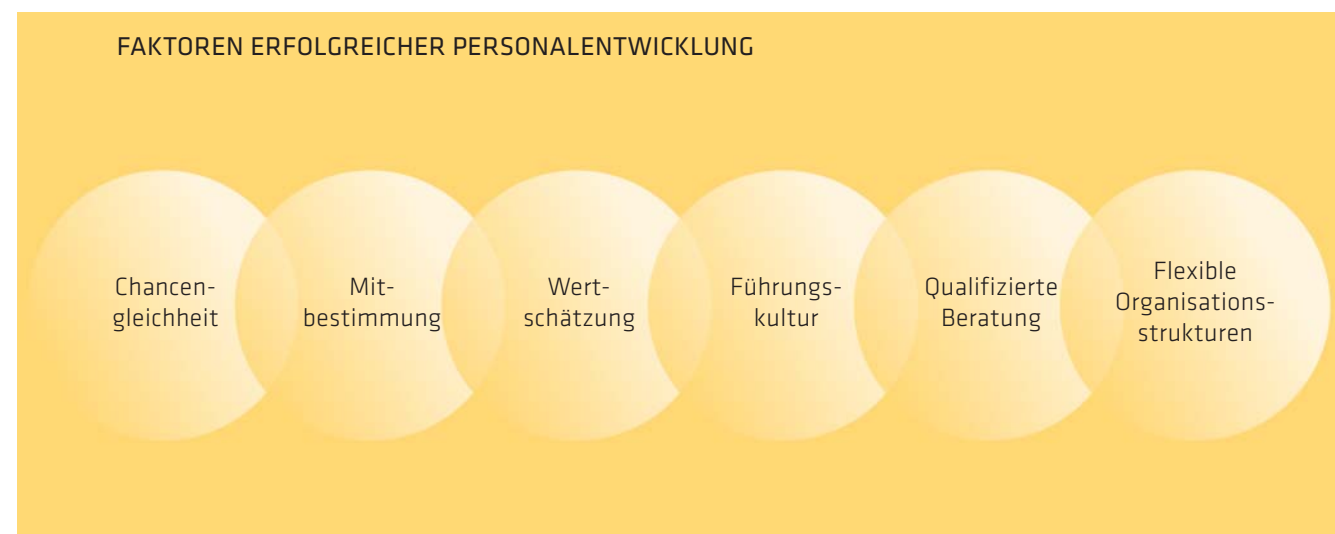 FAKTOREN ERFOLGREICHER PERSONALENTWICKLUNG
Chancen-
gleichheit
Mit-
bestimmung
Wert-
schätzung
Führungs-
kultur
Qualifizierte
Beratung
Flexible
Organisations-
strukturen